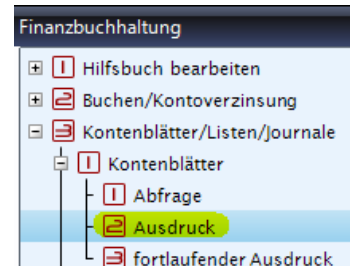 Finanzbuchhaltung
1 Hilfsbuch bearbeiten
2 Buchen/Kontoverzinsung
3 Kontenblätter/Listen/Journale
1 Kontenblätter
1 Abfrage
2 Ausdruck
3 fortlaufender Ausdruck